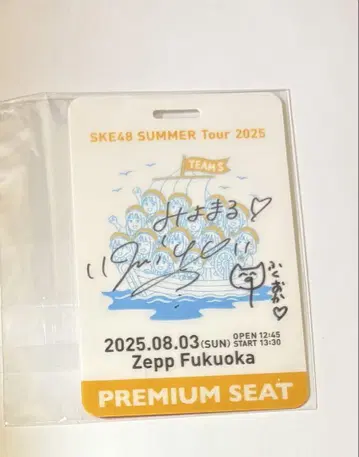 SKE48 SUMMER Tour 2025
TEAM S
みよまる♡
ふくおか♡
2025.08.03(SUN) OPEN 12:45
START 13:30
Zepp Fukuoka
PREMIUM SEAT